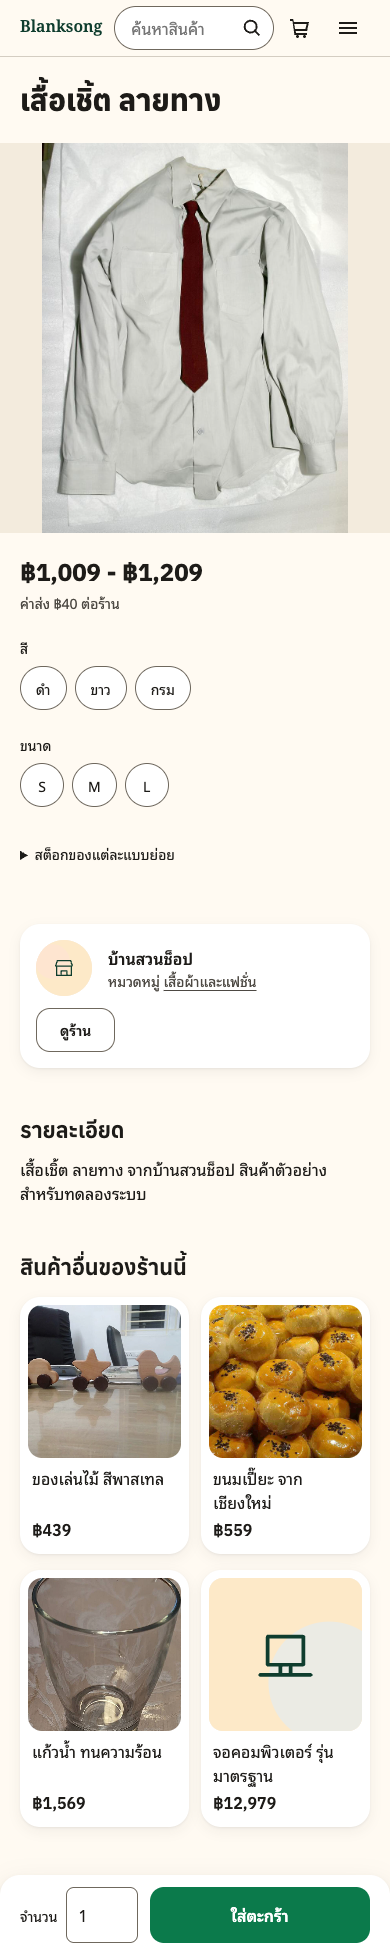 Blanksong
ค้นหาสินค้า
เสื้อเชิ้ต ลายทาง
฿1,009 - ฿1,209
ค่าส่ง ฿40 ต่อร้าน
สี
ดำ
ขาว
กรม
ขนาด
S
M
L
สต็อกของแต่ละแบบย่อย
บ้านสวนช็อป
หมวดหมู่ เสื้อผ้าและแฟชั่น
ดูร้าน
รายละเอียด
เสื้อเชิ้ต ลายทาง จากบ้านสวนช็อป สินค้าตัวอย่าง
สำหรับทดลองระบบ
สินค้าอื่นของร้านนี้
ของเล่นไม้ สีพาสเทล
฿439
ขนมเปี๊ยะ จาก
เชียงใหม่
฿559
แก้วน้ำ ทนความร้อน
฿1,569
จอคอมพิวเตอร์ รุ่น
มาตรฐาน
฿12,979
จำนวน
1
ใส่ตะกร้า